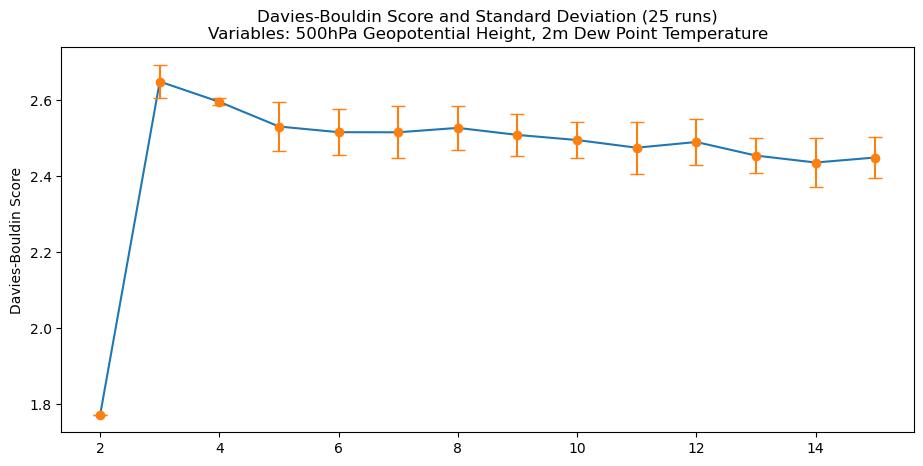 Davies-Bouldin Score and Standard Deviation (25 runs)
Variables: 500hPa Geopotential Height, 2m Dew Point Temperature
Davies-Bouldin Score
2.6
2.4
2.2
2.0
1.8
2 4 6 8 10 12 14